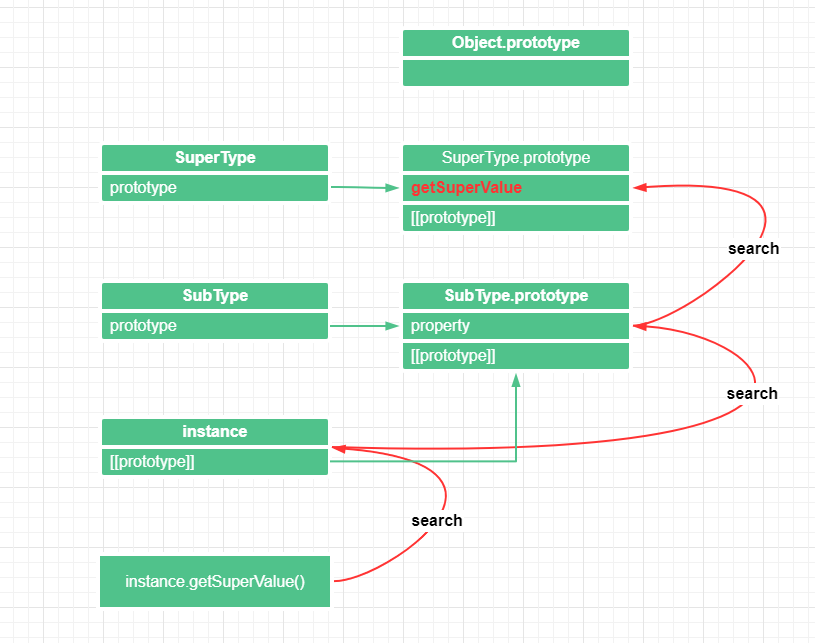 Object.prototype
SuperType
SuperType.prototype
prototype
getSuperValue
[[prototype]]
search
SubType
SubType.prototype
prototype
property
[[prototype]]
search
instance
[[prototype]]
search
instance.getSuperValue()